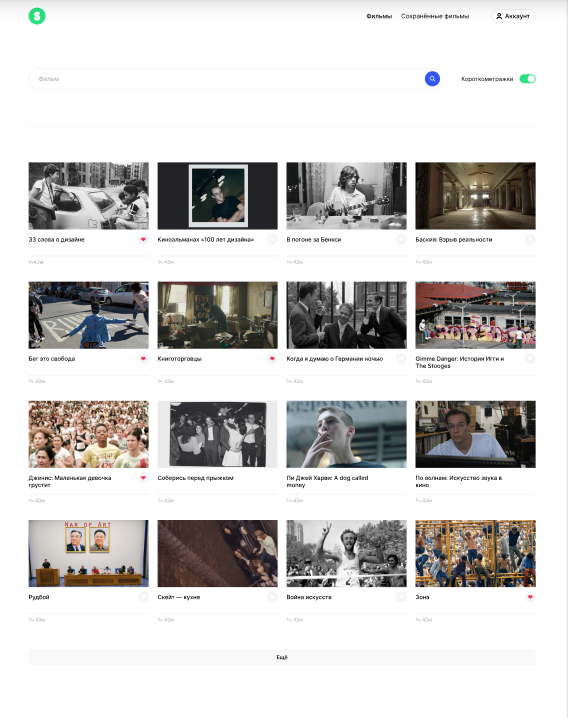 S
Фильмы Сохранённые фильмы Аккаунт
Фильм Короткометражки
33 слова о дизайне
Киноальманах «100 лет дизайна»
В погоне за Бенкси
Баския: Взрыв реальности
1ч 42м
1ч 42м
1ч 42м
1ч 42м
Бег это свобода
Книготорговцы
Когда я думаю о Германии ночью
Gimme Danger: История Игги и
The Stooges
1ч 42м
1ч 42м
1ч 42м
1ч 42м
Дженис: Маленькая девочка
грустит
Соберись перед прыжком
Пи Джей Харви: A dog called
money
По волнам: Искусство звука в
кино
1ч 42м
1ч 42м
1ч 42м
1ч 42м
WAR OF ART
Рудбой
Скейт — кухня
Война искусств
Зона
1ч 42м
1ч 42м
1ч 42м
1ч 42м
Ещё